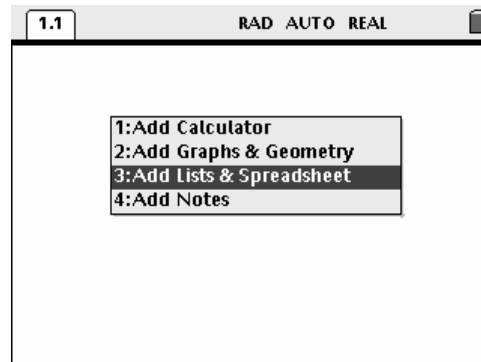 1.1 RAD AUTO REAL
1:Add Calculator
2:Add Graphs & Geometry
3:Add Lists & Spreadsheet
4:Add Notes